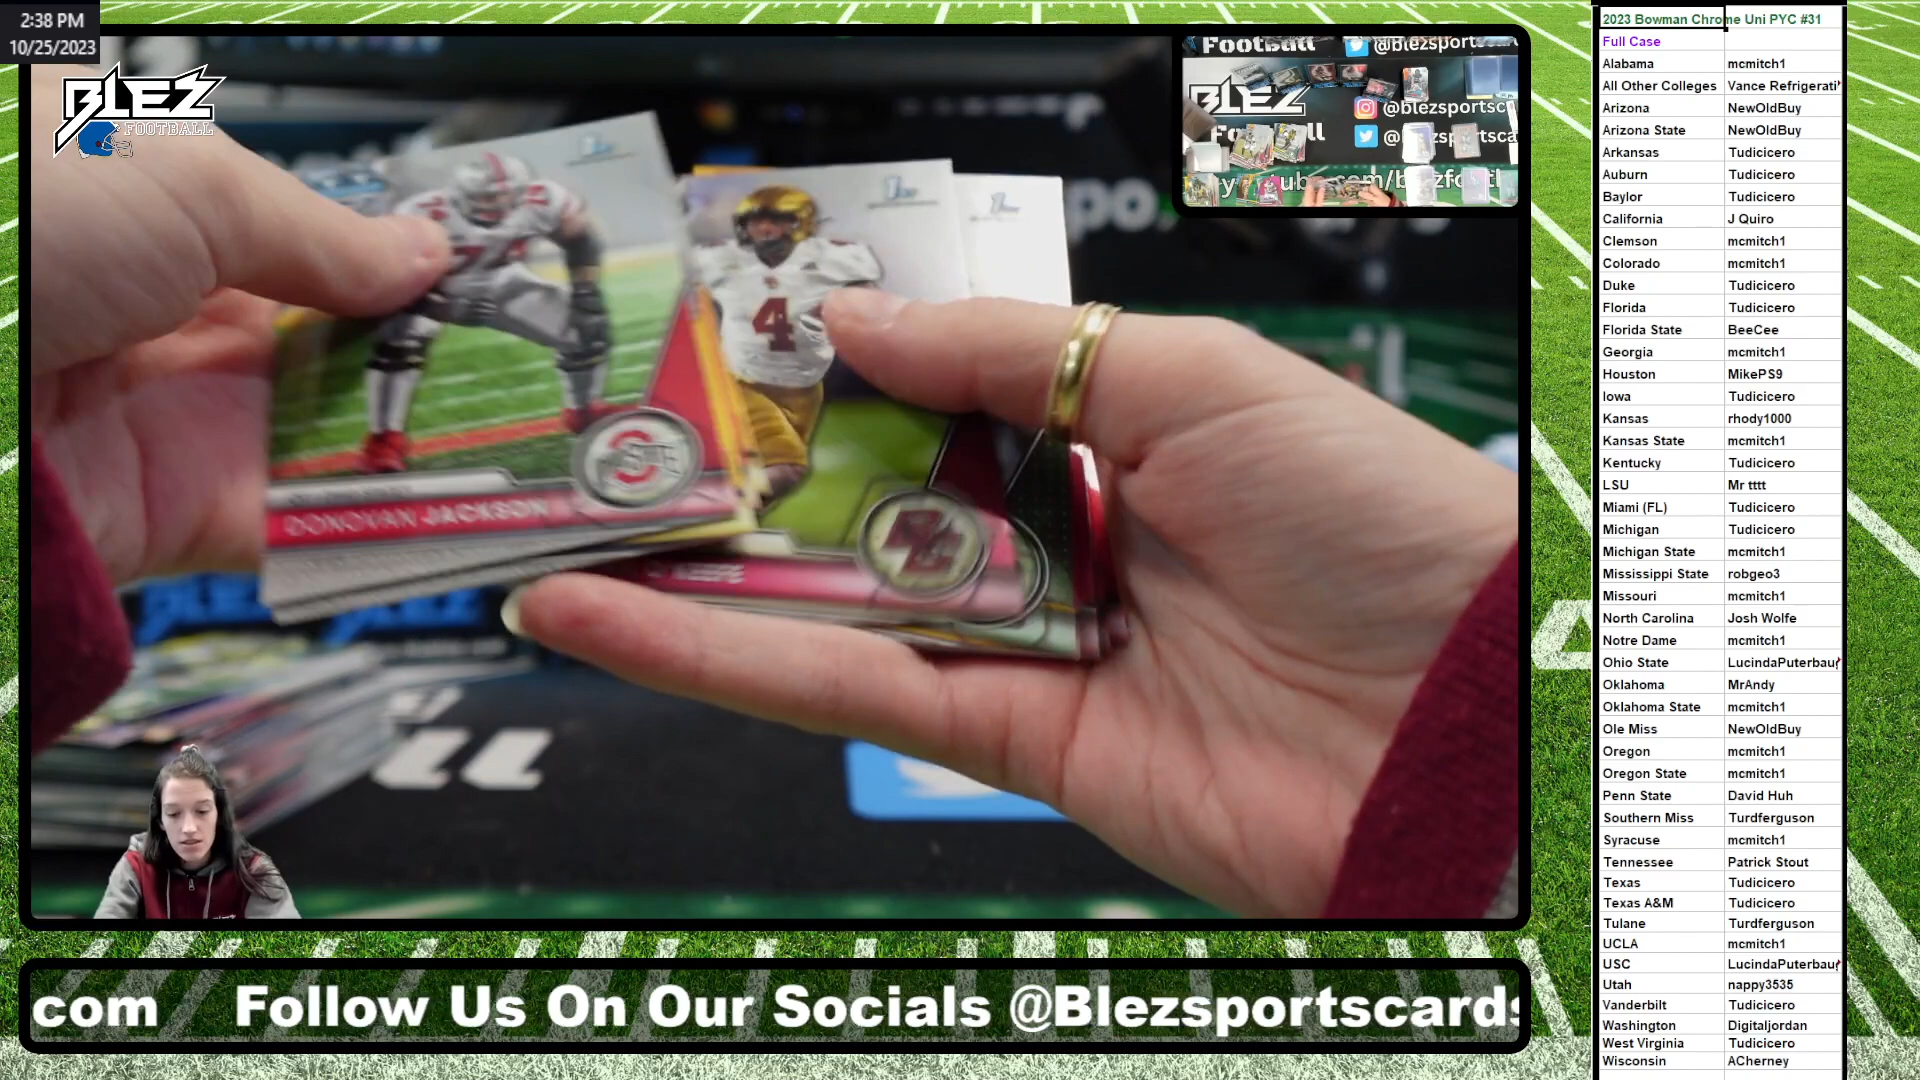 2:38 PM
10/25/2023
BLEZ
FOOTBALL
DONOVAN JACKSON
4
Football
@blezsportsca
BLEZ
@blezsportsc
@blezsportsca
com Follow Us On Our Socials @Blezsportscards
2023 Bowman Chrome Uni PYC #31
Full Case
Alabama mcmitch1
All Other Colleges Vance Refrigerati
Arizona NewOldBuy
Arizona State NewOldBuy
Arkansas Tudicicero
Auburn Tudicicero
Baylor Tudicicero
California J Quiro
Clemson mcmitch1
Colorado mcmitch1
Duke Tudicicero
Florida Tudicicero
Florida State BeeCee
Georgia mcmitch1
Houston MikePS9
Iowa Tudicicero
Kansas rhody1000
Kansas State mcmitch1
Kentucky Tudicicero
LSU Mr tttt
Miami (FL) Tudicicero
Michigan Tudicicero
Michigan State mcmitch1
Mississippi State robgeo3
Missouri mcmitch1
North Carolina Josh Wolfe
Notre Dame mcmitch1
Ohio State LucindaPuterbau
Oklahoma MrAndy
Oklahoma State mcmitch1
Ole Miss NewOldBuy
Oregon mcmitch1
Oregon State mcmitch1
Penn State David Huh
Southern Miss Turdferguson
Syracuse mcmitch1
Tennessee Patrick Stout
Texas Tudicicero
Texas A&M Tudicicero
Tulane Turdferguson
UCLA mcmitch1
USC LucindaPuterbau
Utah nappy3535
Vanderbilt Tudicicero
Washington Digitaljordan
West Virginia Tudicicero
Wisconsin ACherney